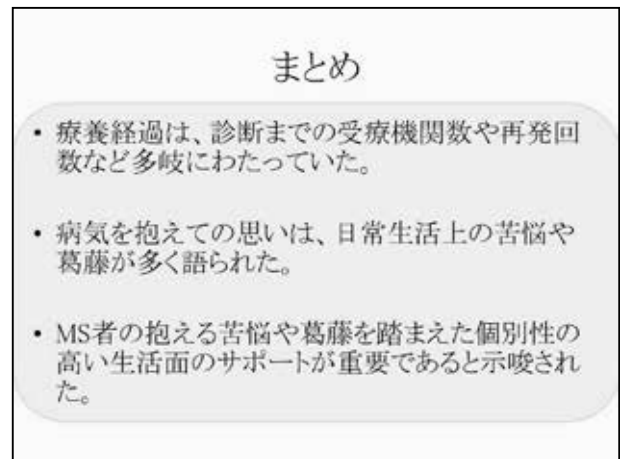 まとめ
• 療養経過は、診断までの受療機関数や再発回
数など多岐にわたっていた。
• 病気を抱えての思いは、日常生活上の苦悩や
葛藤が多く語られた。
• MS者の抱える苦悩や葛藤を踏まえた個別性の
高い生活面のサポートが重要であると示唆され
た。